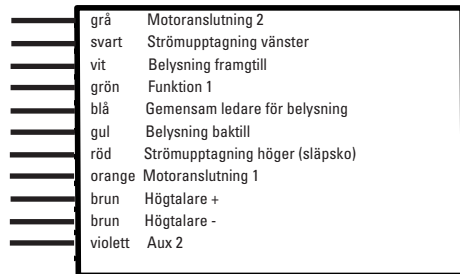 grå Motoranslutning 2
svart Strömupptagning vänster
vit Belysning framgtill
grön Funktion 1
blå Gemensam ledare för belysning
gul Belysning baktill
röd Strömupptagning höger (släpsko)
orange Motoranslutning 1
brun Högtalare +
brun Högtalare -
violett Aux 2